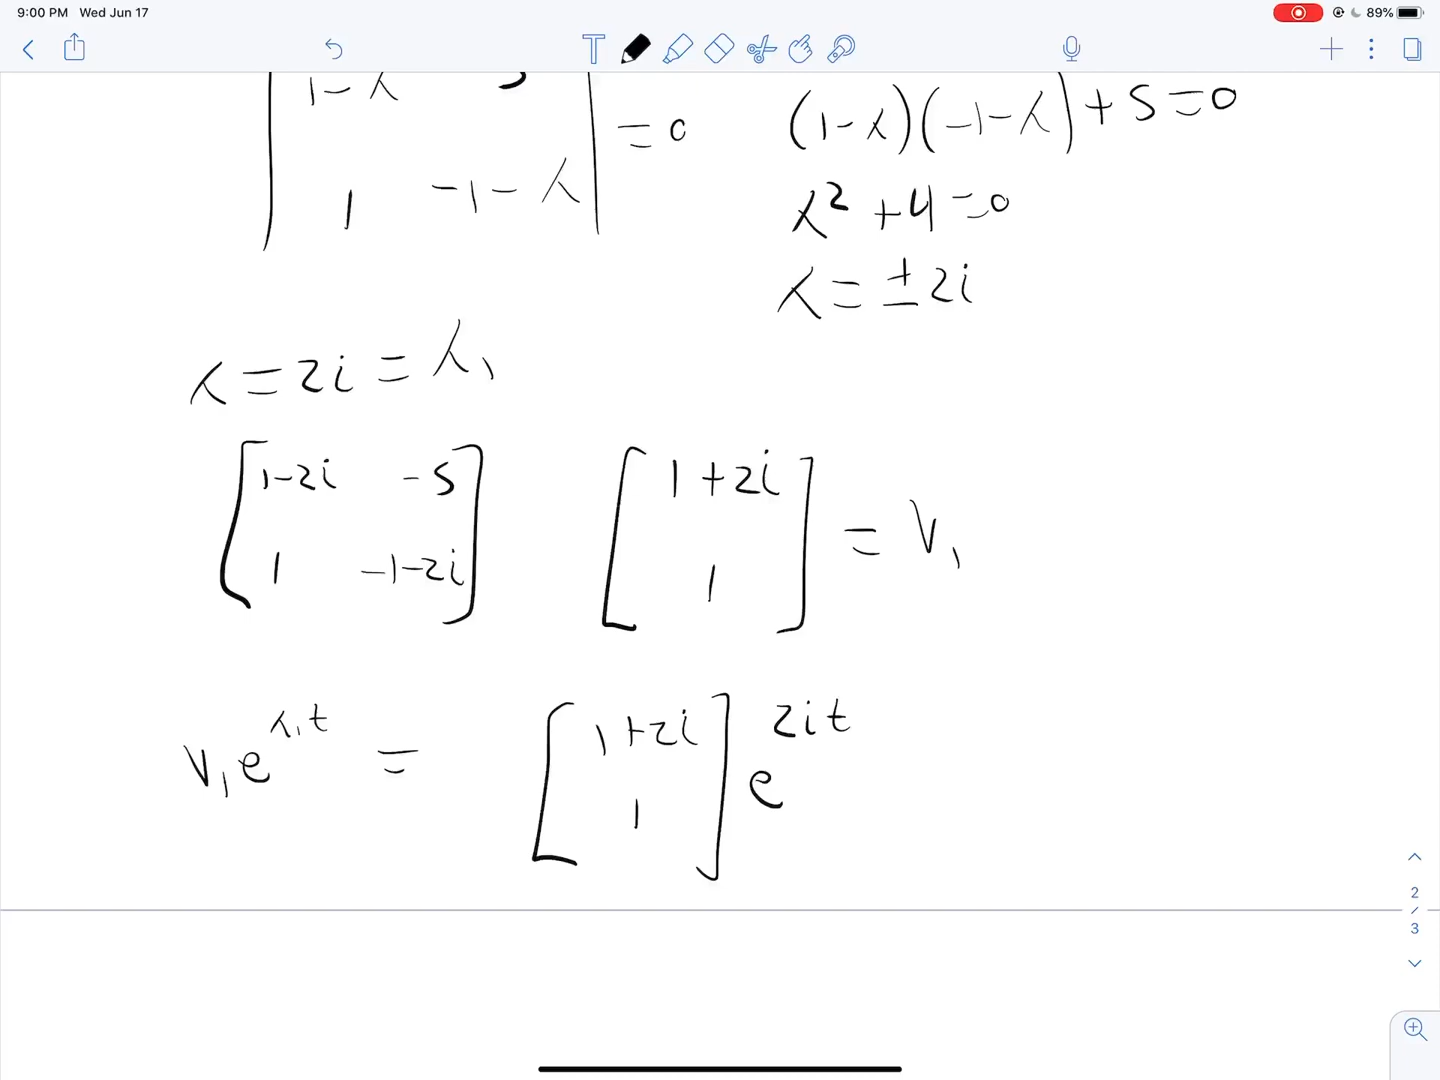 9:00 PM Wed Jun 17
89%
T
1-λ
= 0
1 -1-λ
(1-λ)(-1-λ)+5=0
λ²+4=0
λ=±2i
λ=2i=λ₁
[1-2i -5
1 -1-2i]
[1+2i
1] = V₁
V₁e^(λ₁t) = [1+2i
1] e^(2it)
2
/
3